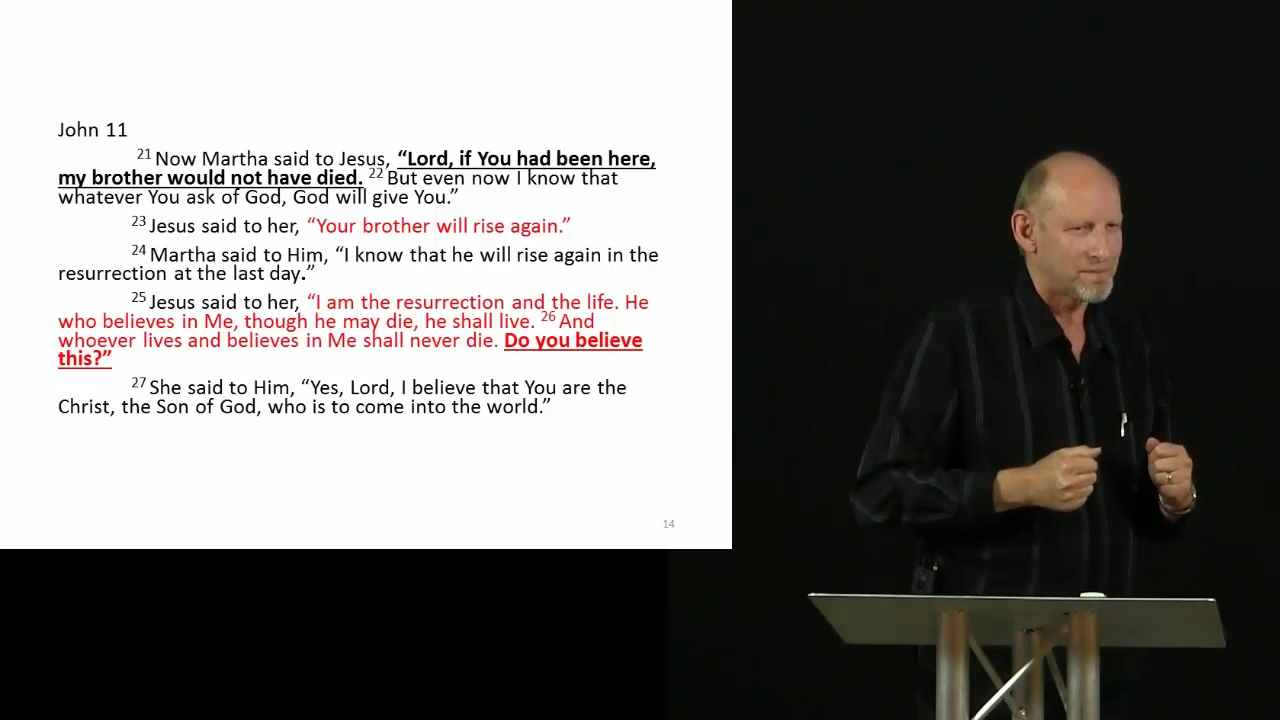 John 11
21 Now Martha said to Jesus, “Lord, if You had been here,
my brother would not have died. 22 But even now I know that
whatever You ask of God, God will give You.”
23 Jesus said to her, “Your brother will rise again.”
24 Martha said to Him, “I know that he will rise again in the
resurrection at the last day.”
25 Jesus said to her, “I am the resurrection and the life. He
who believes in Me, though he may die, he shall live. 26 And
whoever lives and believes in Me shall never die. Do you believe
this?”
27 She said to Him, “Yes, Lord, I believe that You are the
Christ, the Son of God, who is to come into the world.”
14